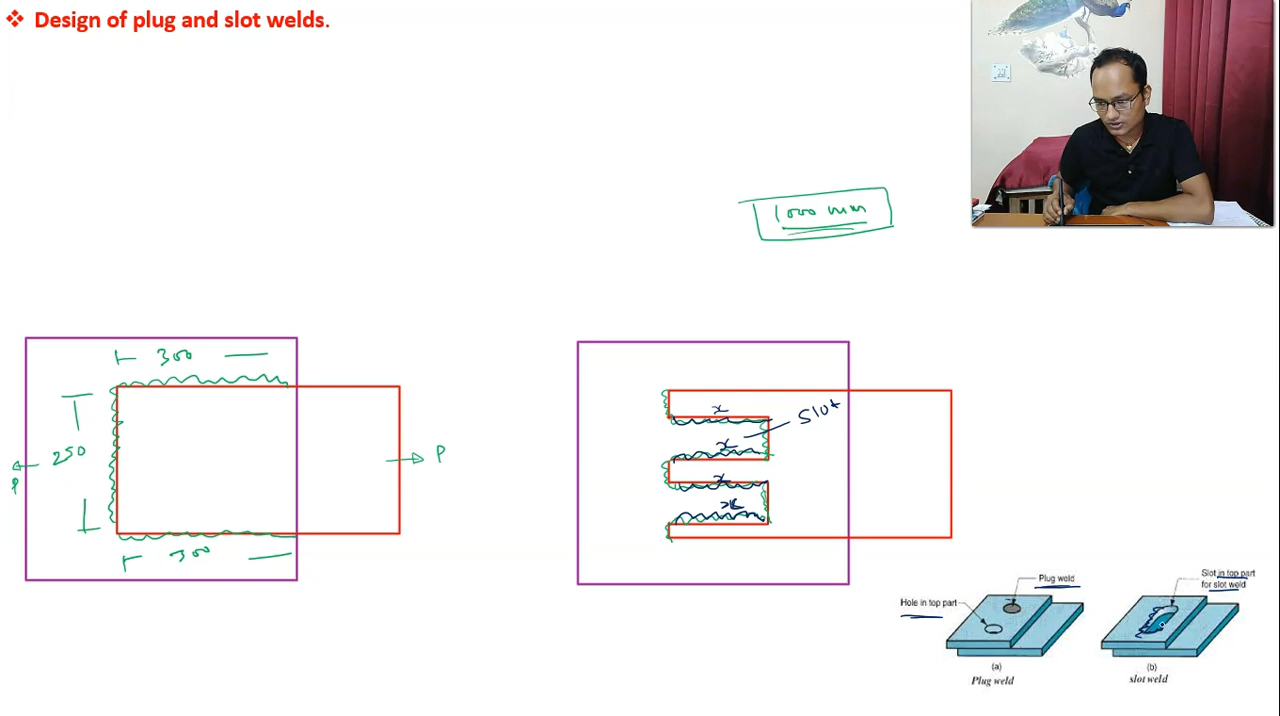 ❖ Design of plug and slot welds.
1000 mm
300
250
P
P
300
x
Slot
x
x
x
Plug weld
Hole in top part
Slot in top part
for slot weld
(a)
Plug weld
(b)
slot weld